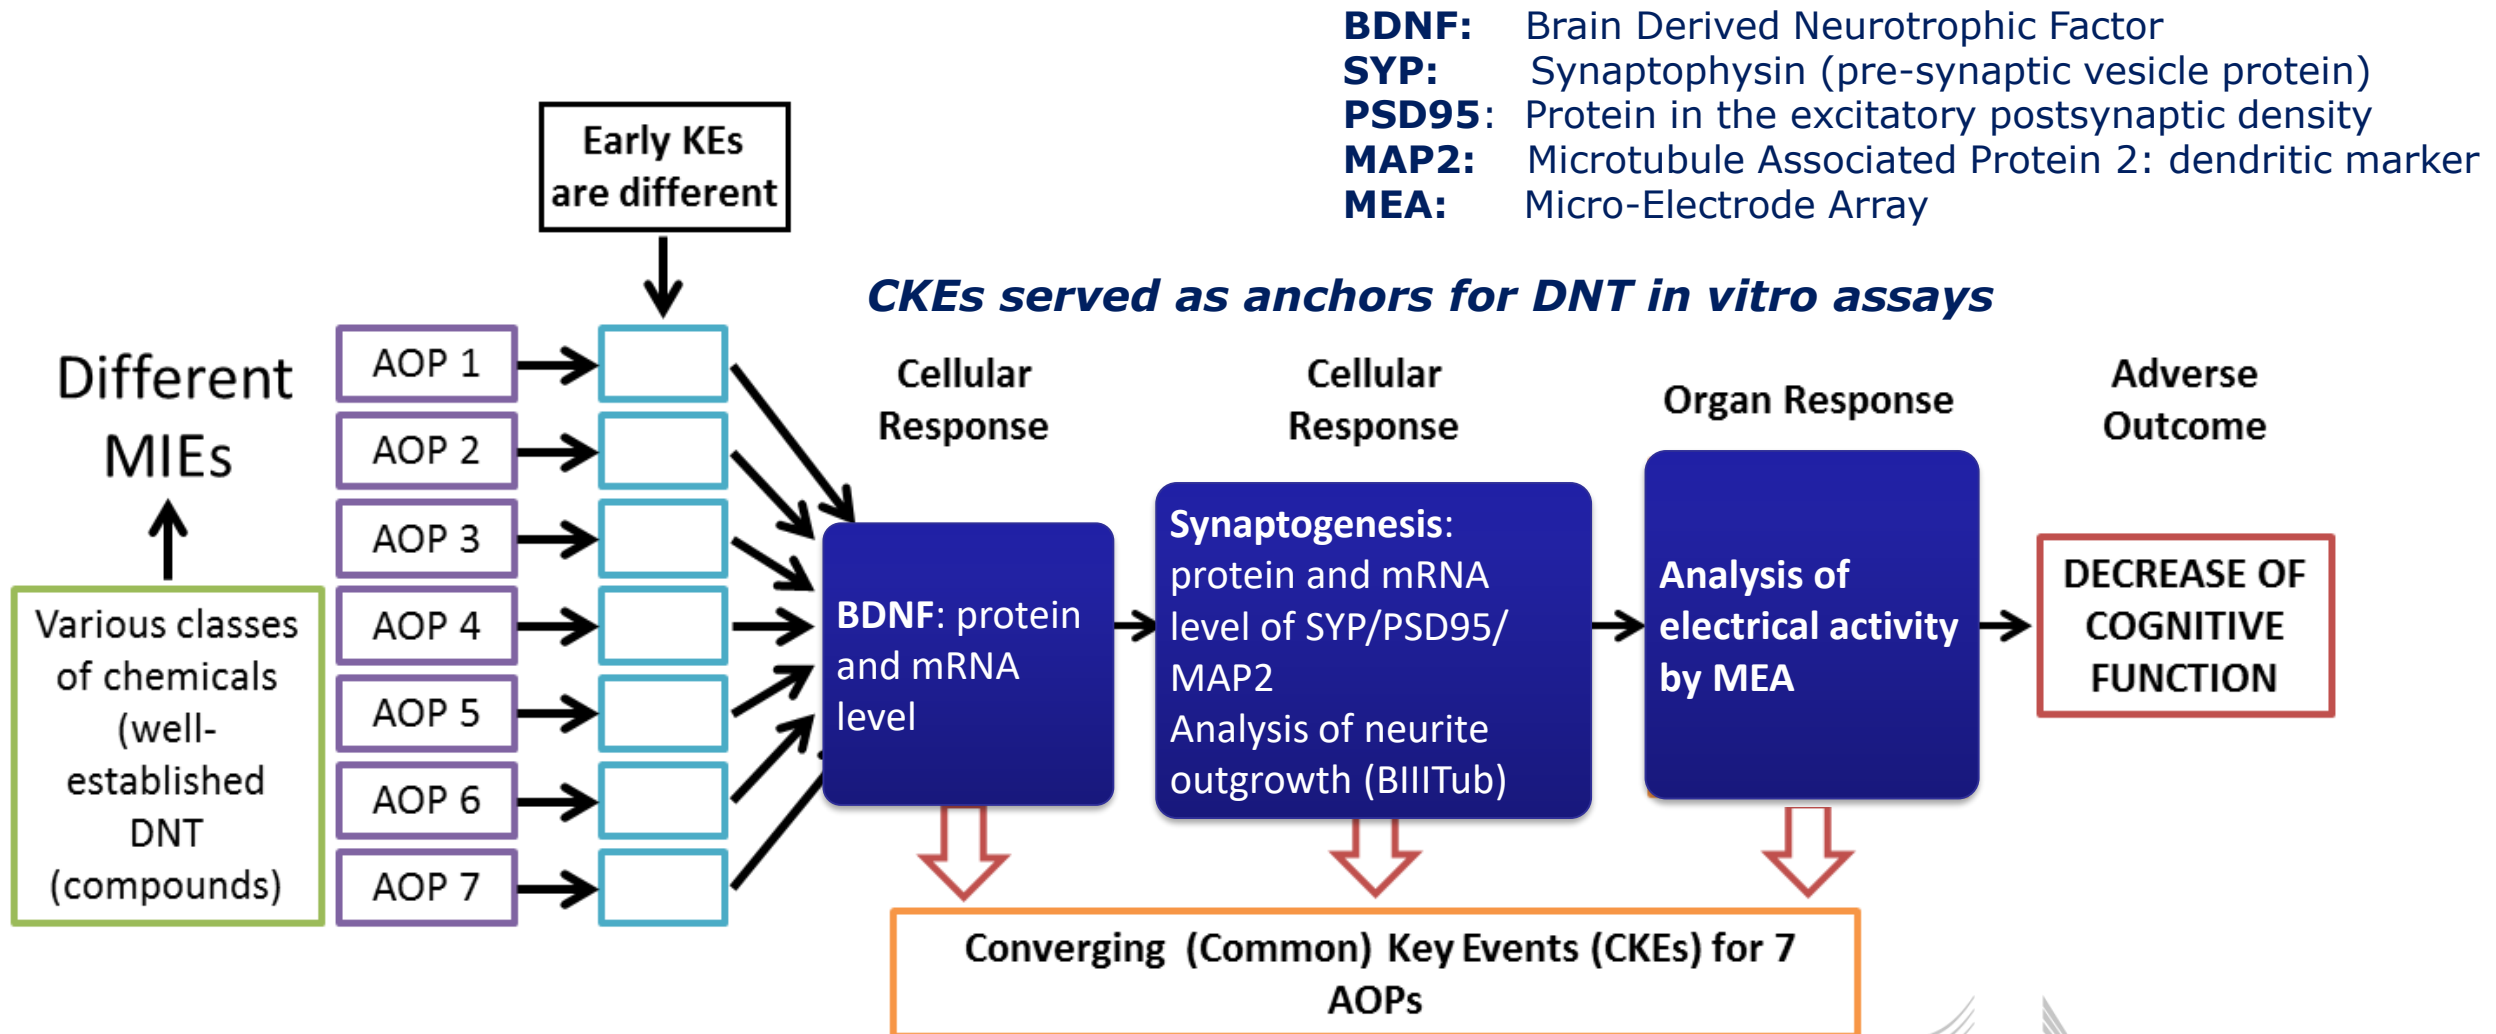 BDNF: Brain Derived Neurotrophic Factor
SYP: Synaptophysin (pre-synaptic vesicle protein)
PSD95: Protein in the excitatory postsynaptic density
MAP2: Microtubule Associated Protein 2: dendritic marker
MEA: Micro-Electrode Array
Early KEs
are different
CKEs served as anchors for DNT in vitro assays
Different
MIEs
Various classes
of chemicals
(well-
established
DNT
(compounds)
AOP 1
AOP 2
AOP 3
AOP 4
AOP 5
AOP 6
AOP 7
Cellular
Response
BDNF: protein
and mRNA
level
Cellular
Response
Synaptogenesis:
protein and mRNA
level of SYP/PSD95/
MAP2
Analysis of neurite
outgrowth (BIIITub)
Organ Response
Analysis of
electrical activity
by MEA
Adverse
Outcome
DECREASE OF
COGNITIVE
FUNCTION
Converging (Common) Key Events (CKEs) for 7
AOPs